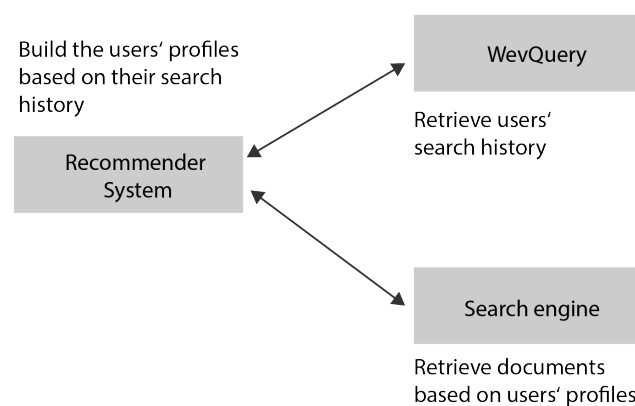 Build the users‘ profiles
based on their search
history
WevQuery
Retrieve users‘
search history
Recommender
System
Search engine
Retrieve documents
based on users‘ profiles